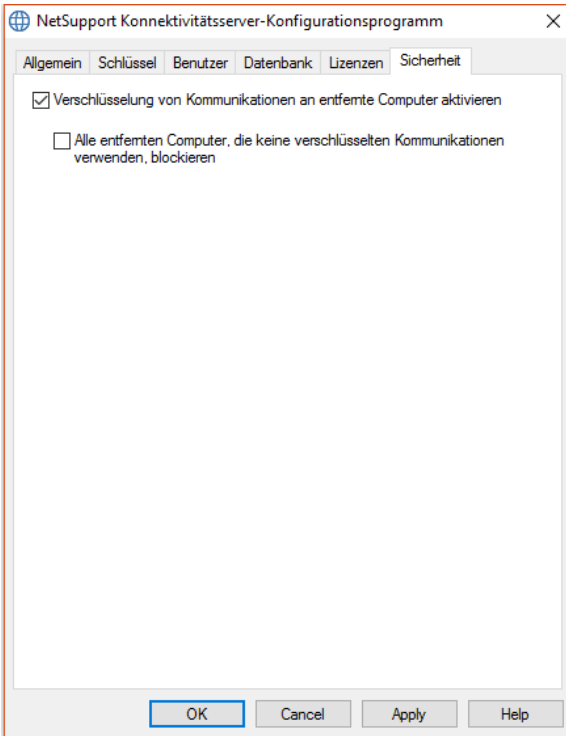 NetSupport Konnektivitätsserver-Konfigurationsprogramm
Allgemein Schlüssel Benutzer Datenbank Lizenzen Sicherheit
Verschlüsselung von Kommunikationen an entfernte Computer aktivieren
Alle entfernten Computer, die keine verschlüsselten Kommunikationen
verwenden, blockieren
OK Cancel Apply Help